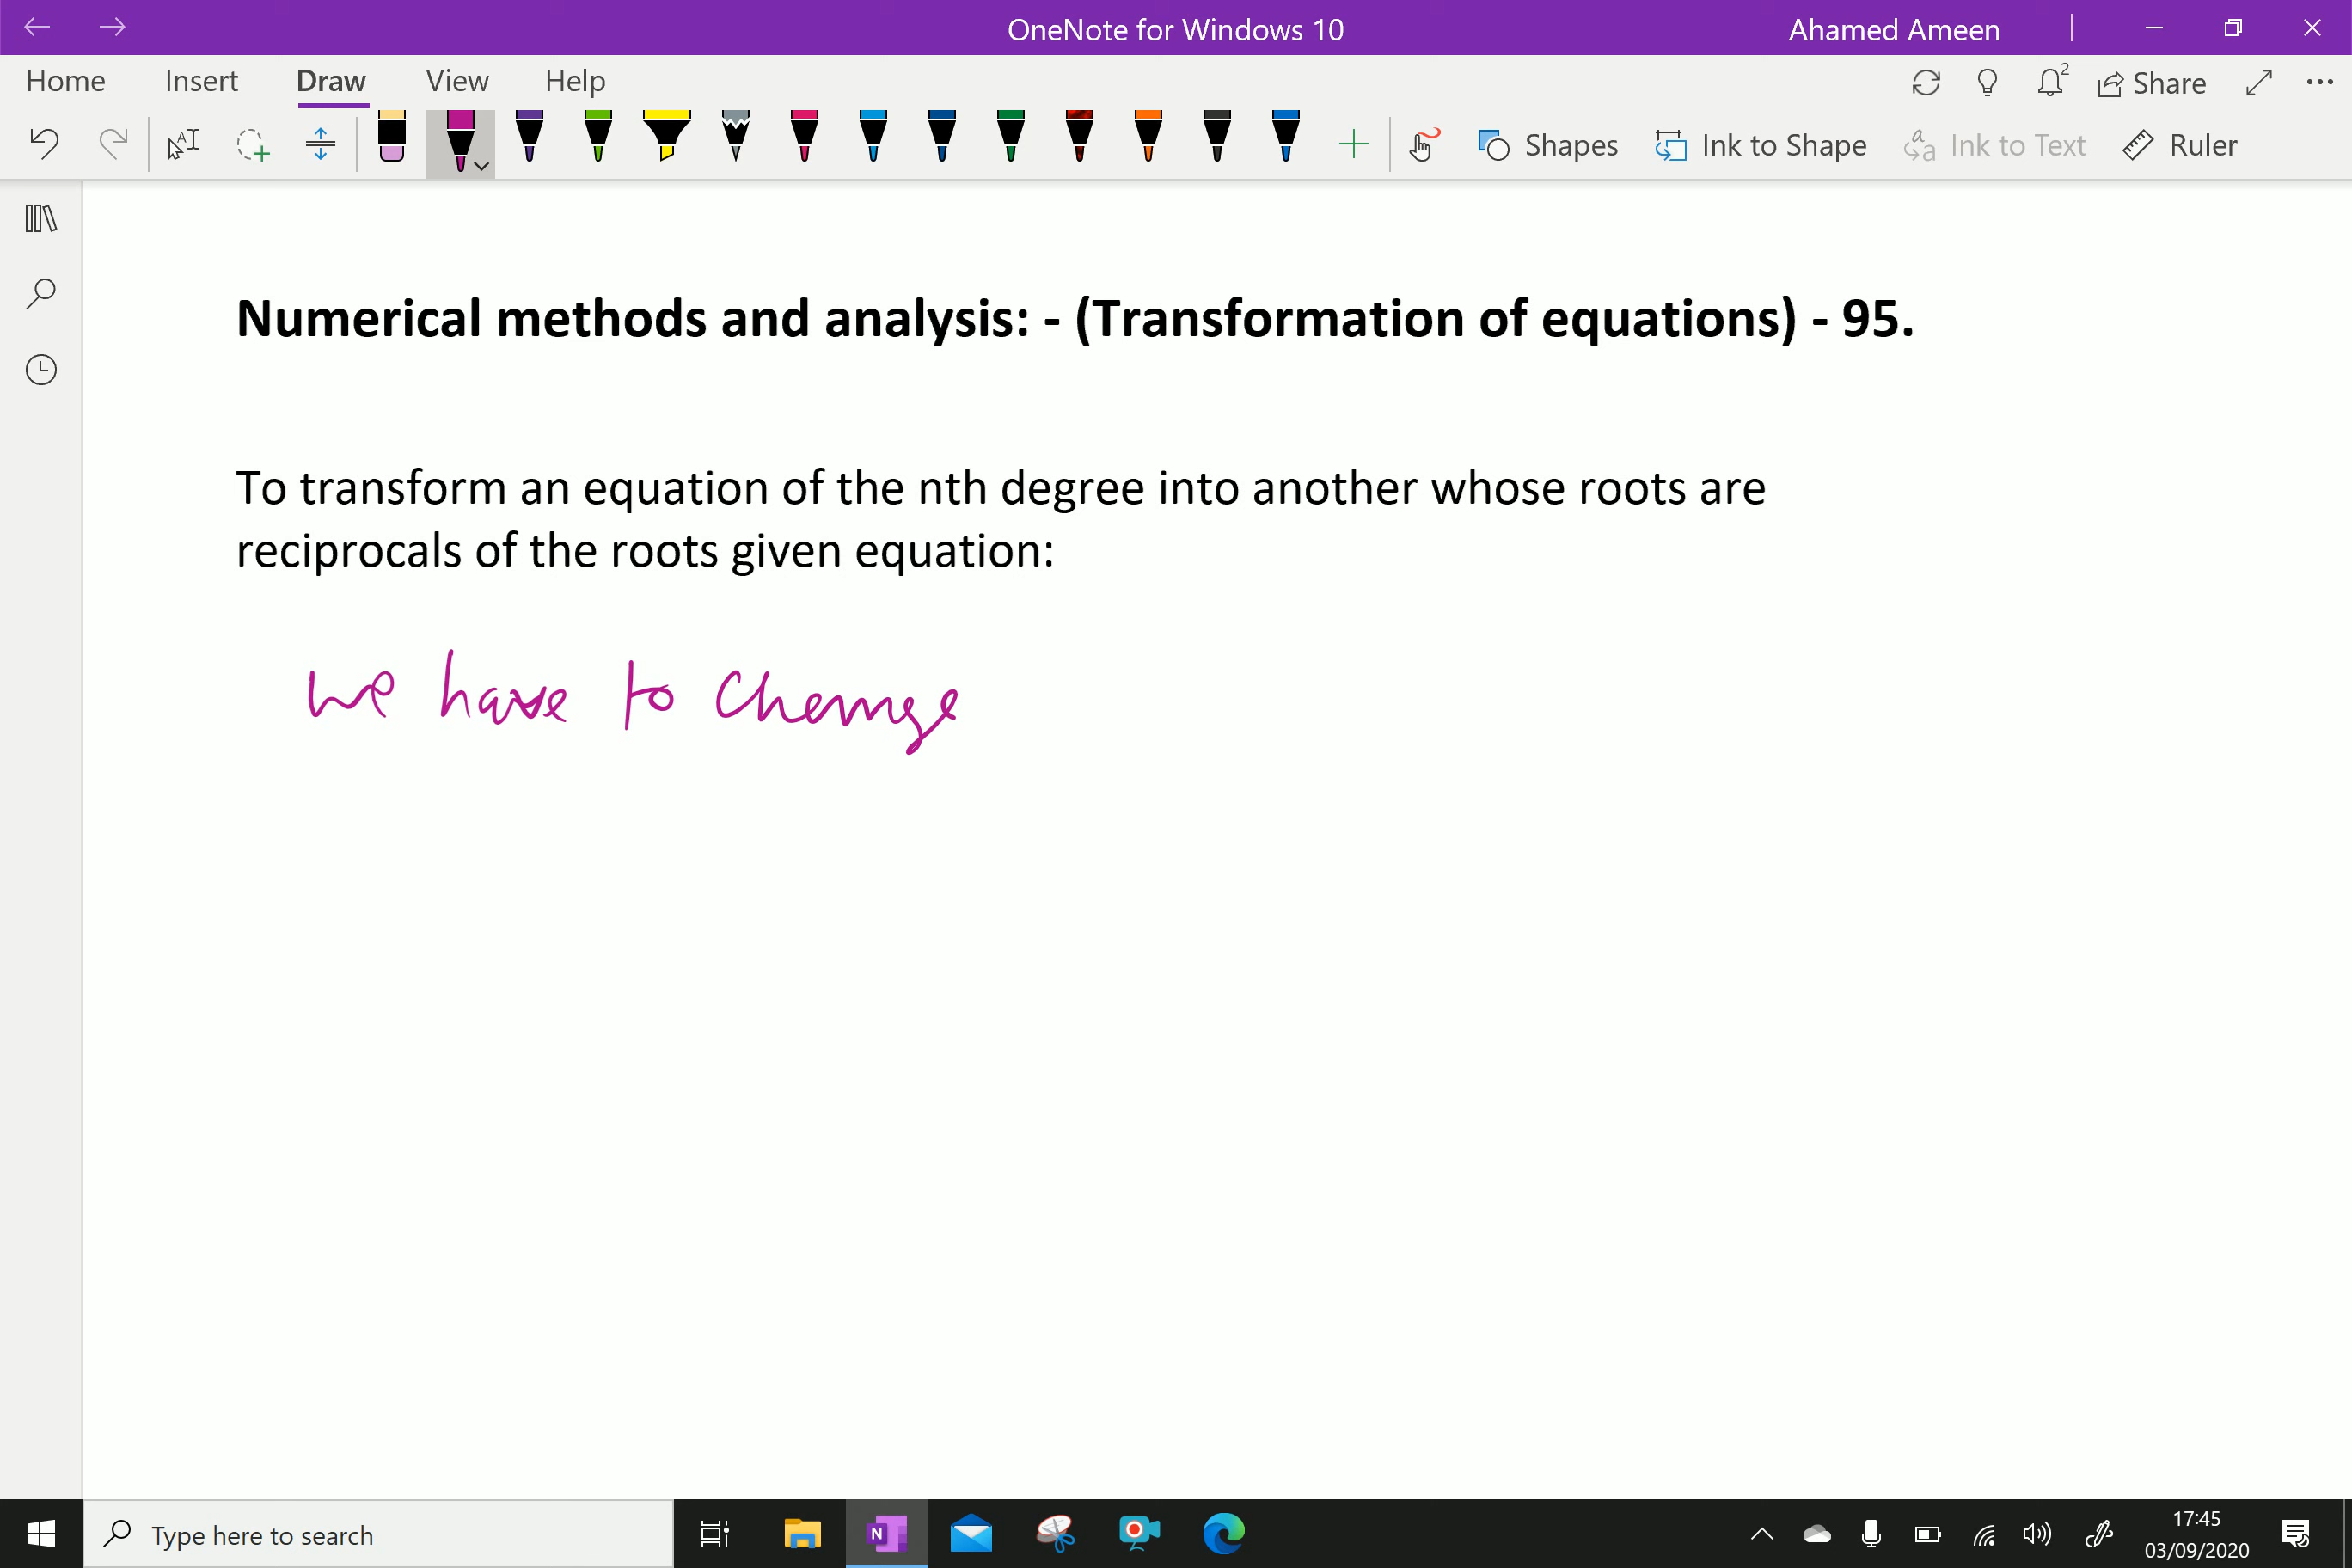 OneNote for Windows 10
Ahamed Ameen
Home Insert Draw View Help
2 Share
Shapes Ink to Shape Ink to Text Ruler
Numerical methods and analysis: - (Transformation of equations) - 95.
To transform an equation of the nth degree into another whose roots are
reciprocals of the roots given equation:
we have to change
Type here to search
17:45
03/09/2020